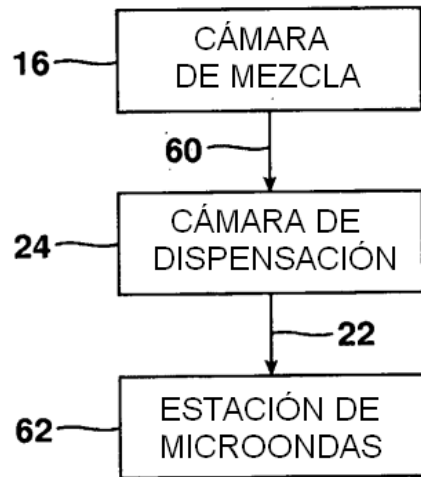 16
CÁMARA
DE MEZCLA
60
24
CÁMARA DE
DISPENSACIÓN
22
62
ESTACIÓN DE
MICROONDAS